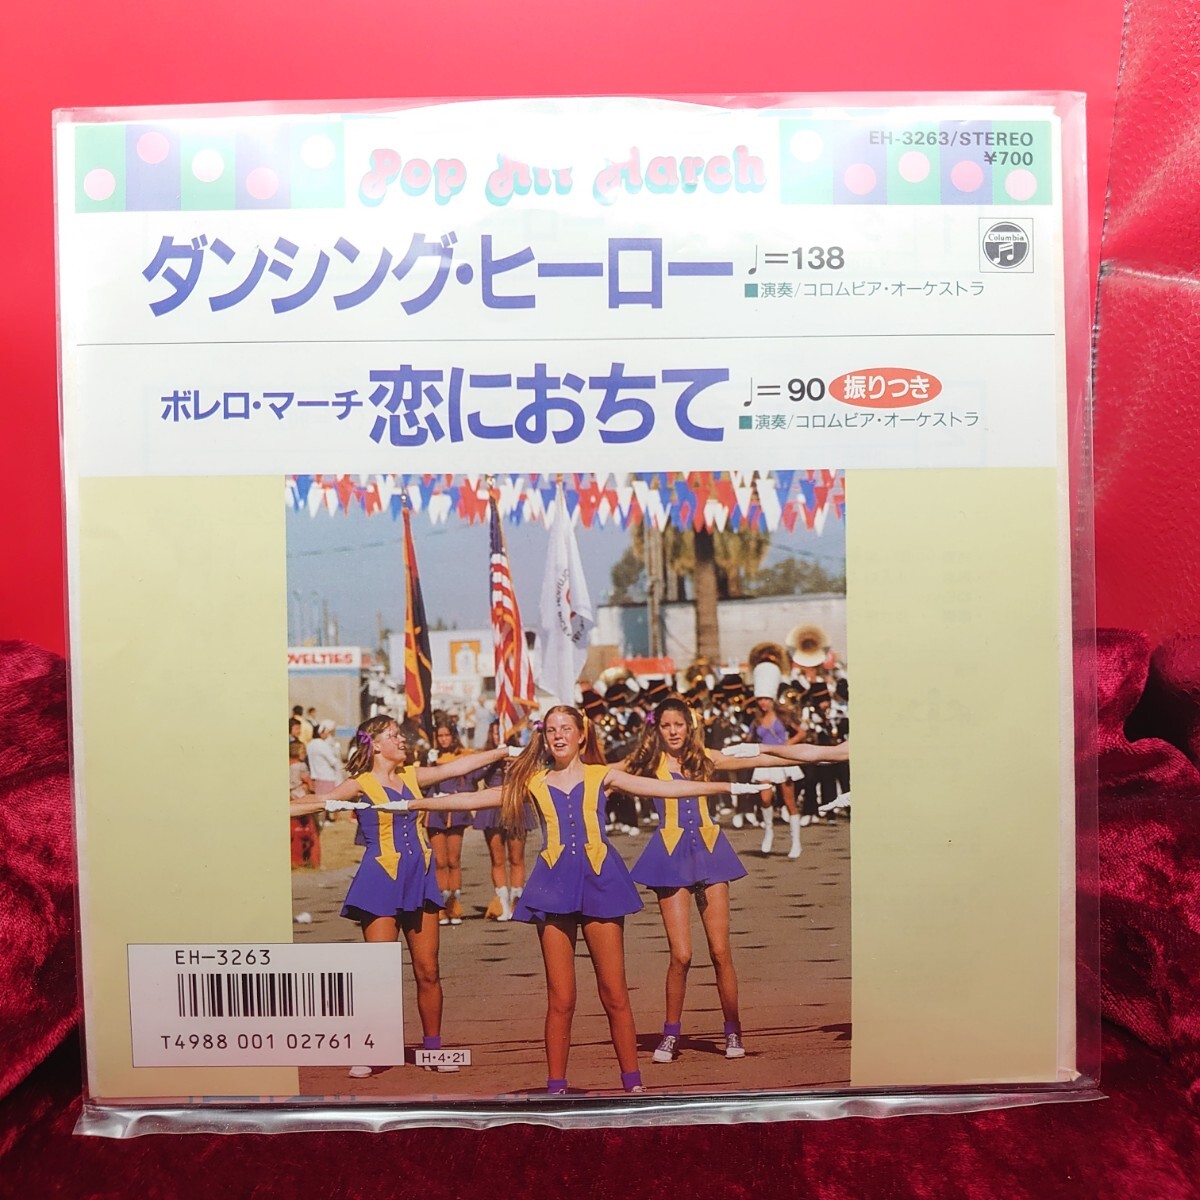 Pop Hit March
EH-3263/STEREO
¥700
Columbia
ダンシング・ヒーロー ♩=138
■演奏/コロムビア・オーケストラ
ボレロ・マーチ 恋におちて ♩=90 振りつき
■演奏/コロムビア・オーケストラ
NOVELTIES
EH-3263
T4988 001 02761 4
H・4・21